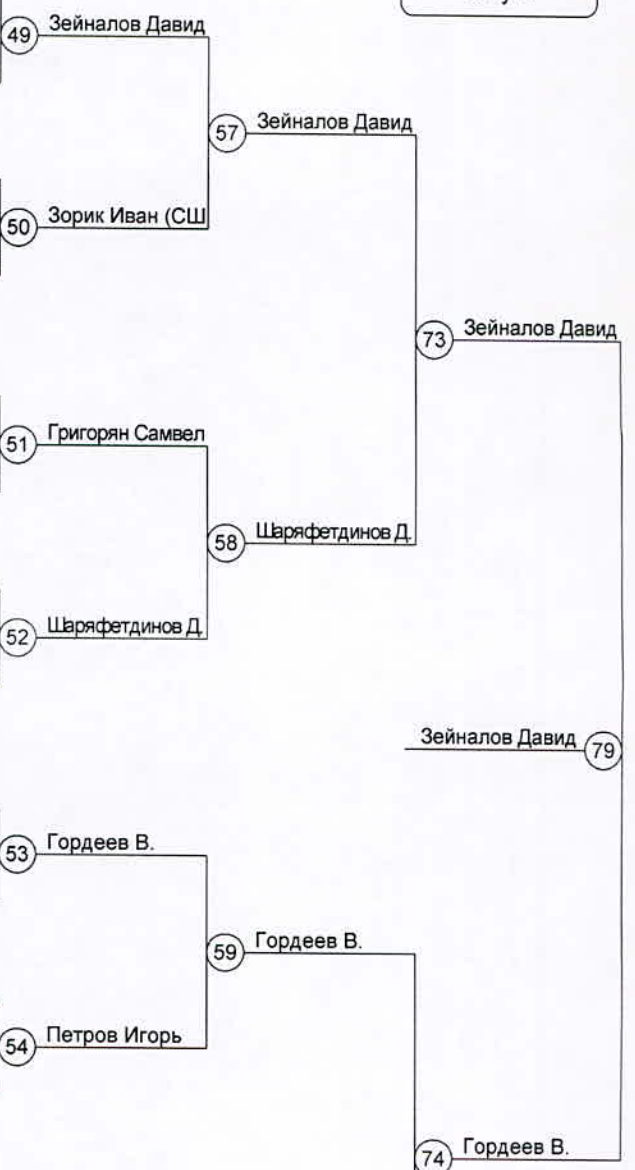 49 Зейналов Давид
57 Зейналов Давид
50 Зорик Иван (СШ
73 Зейналов Давид
51 Григорян Самвел
58 Шаряфетдинов Д.
52 Шаряфетдинов Д.
Зейналов Давид 79
53 Гордеев В.
59 Гордеев В.
54 Петров Игорь
74 Гордеев В.